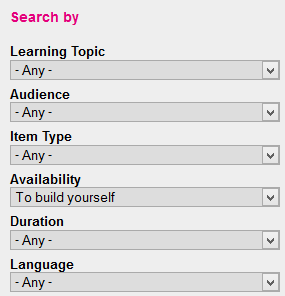 Search by
Learning Topic
- Any -
Audience
- Any -
Item Type
- Any -
Availability
To build yourself
Duration
- Any -
Language
- Any -